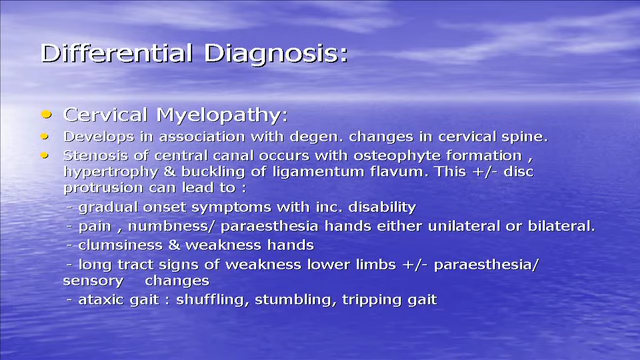 Differential Diagnosis:
• Cervical Myelopathy:
• Develops in association with degen. changes in cervical spine.
• Stenosis of central canal occurs with osteophyte formation ,
hypertrophy & buckling of ligamentum flavum. This +/- disc
protrusion can lead to :
- gradual onset symptoms with inc. disability
- pain , numbness/ paraesthesia hands either unilateral or bilateral.
- clumsiness & weakness hands
- long tract signs of weakness lower limbs +/- paraesthesia/
sensory changes
- ataxic gait : shuffling, stumbling, tripping gait